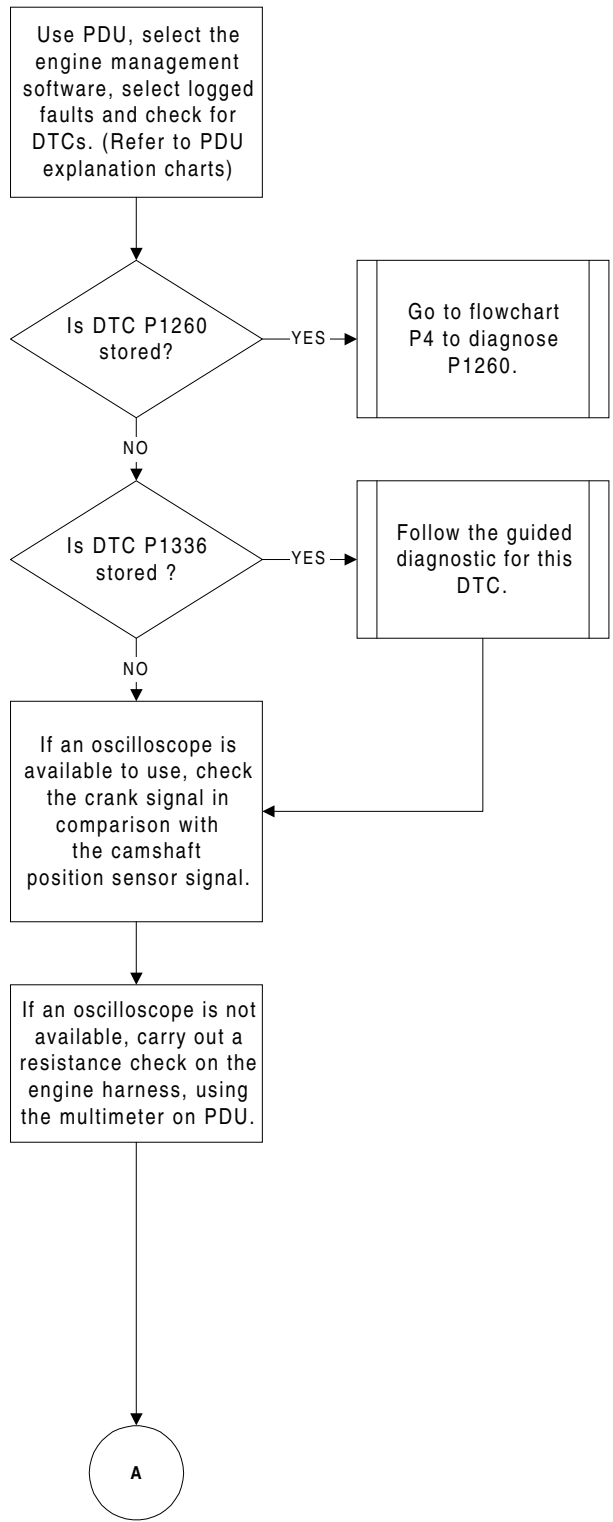 Use PDU, select the
engine management
software, select logged
faults and check for
DTCs. (Refer to PDU
explanation charts)
Is DTC P1260
stored?
YES
Go to flowchart
P4 to diagnose
P1260.
NO
Is DTC P1336
stored ?
YES
Follow the guided
diagnostic for this
DTC.
NO
If an oscilloscope is
available to use, check
the crank signal in
comparison with
the camshaft
position sensor signal.
If an oscilloscope is not
available, carry out a
resistance check on the
engine harness, using
the multimeter on PDU.
A